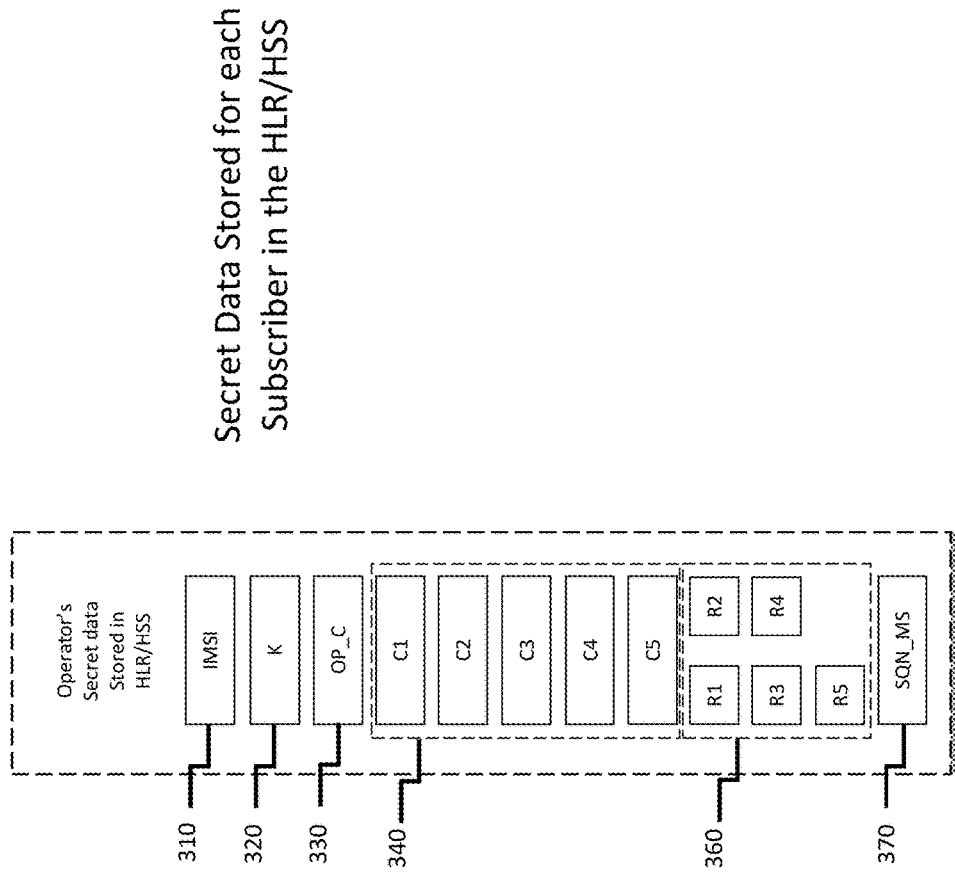 Secret Data Stored for each
Subscriber in the HLR/HSS
Operator's
Secret data
Stored in
HLR/HSS
310
IMSI
320
K
330
OP_C
340
C1
C2
C3
C4
C5
360
R1
R2
R3
R4
R5
370
SQN_MS